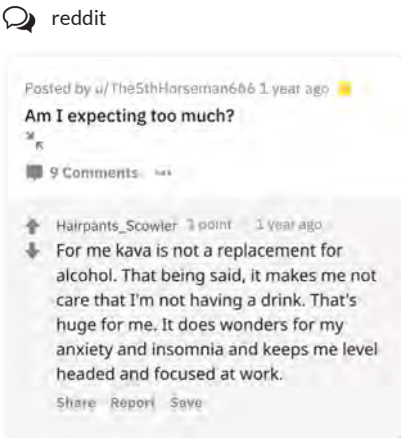 reddit
Posted by u/The5thHorseman666 1 year ago
Am I expecting too much?
9 Comments
Hairpants_Scowler 1 point 1 year ago
For me kava is not a replacement for
alcohol. That being said, it makes me not
care that I'm not having a drink. That's
huge for me. It does wonders for my
anxiety and insomnia and keeps me level
headed and focused at work.
Share Report Save